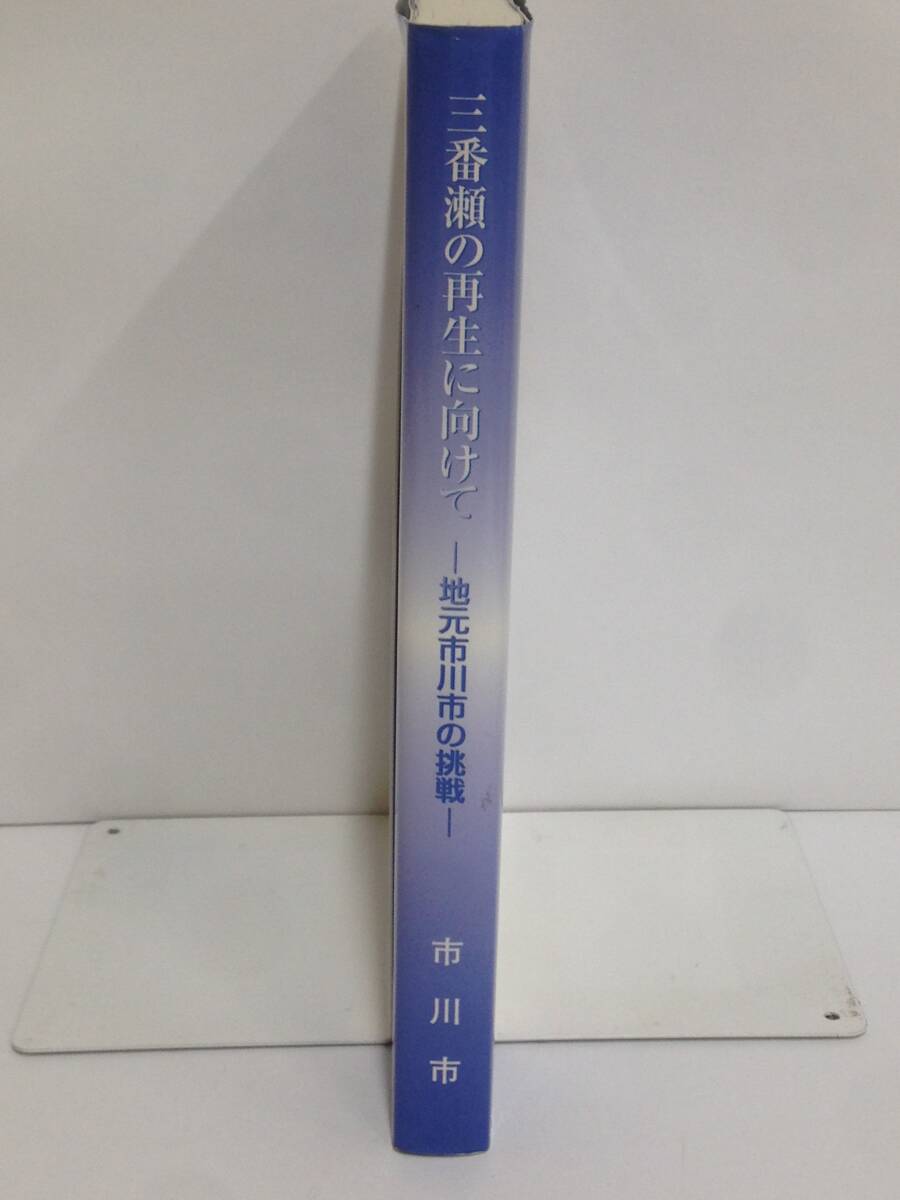 三番瀬の再生に向けて
―地元市川市の挑戦―
市川市